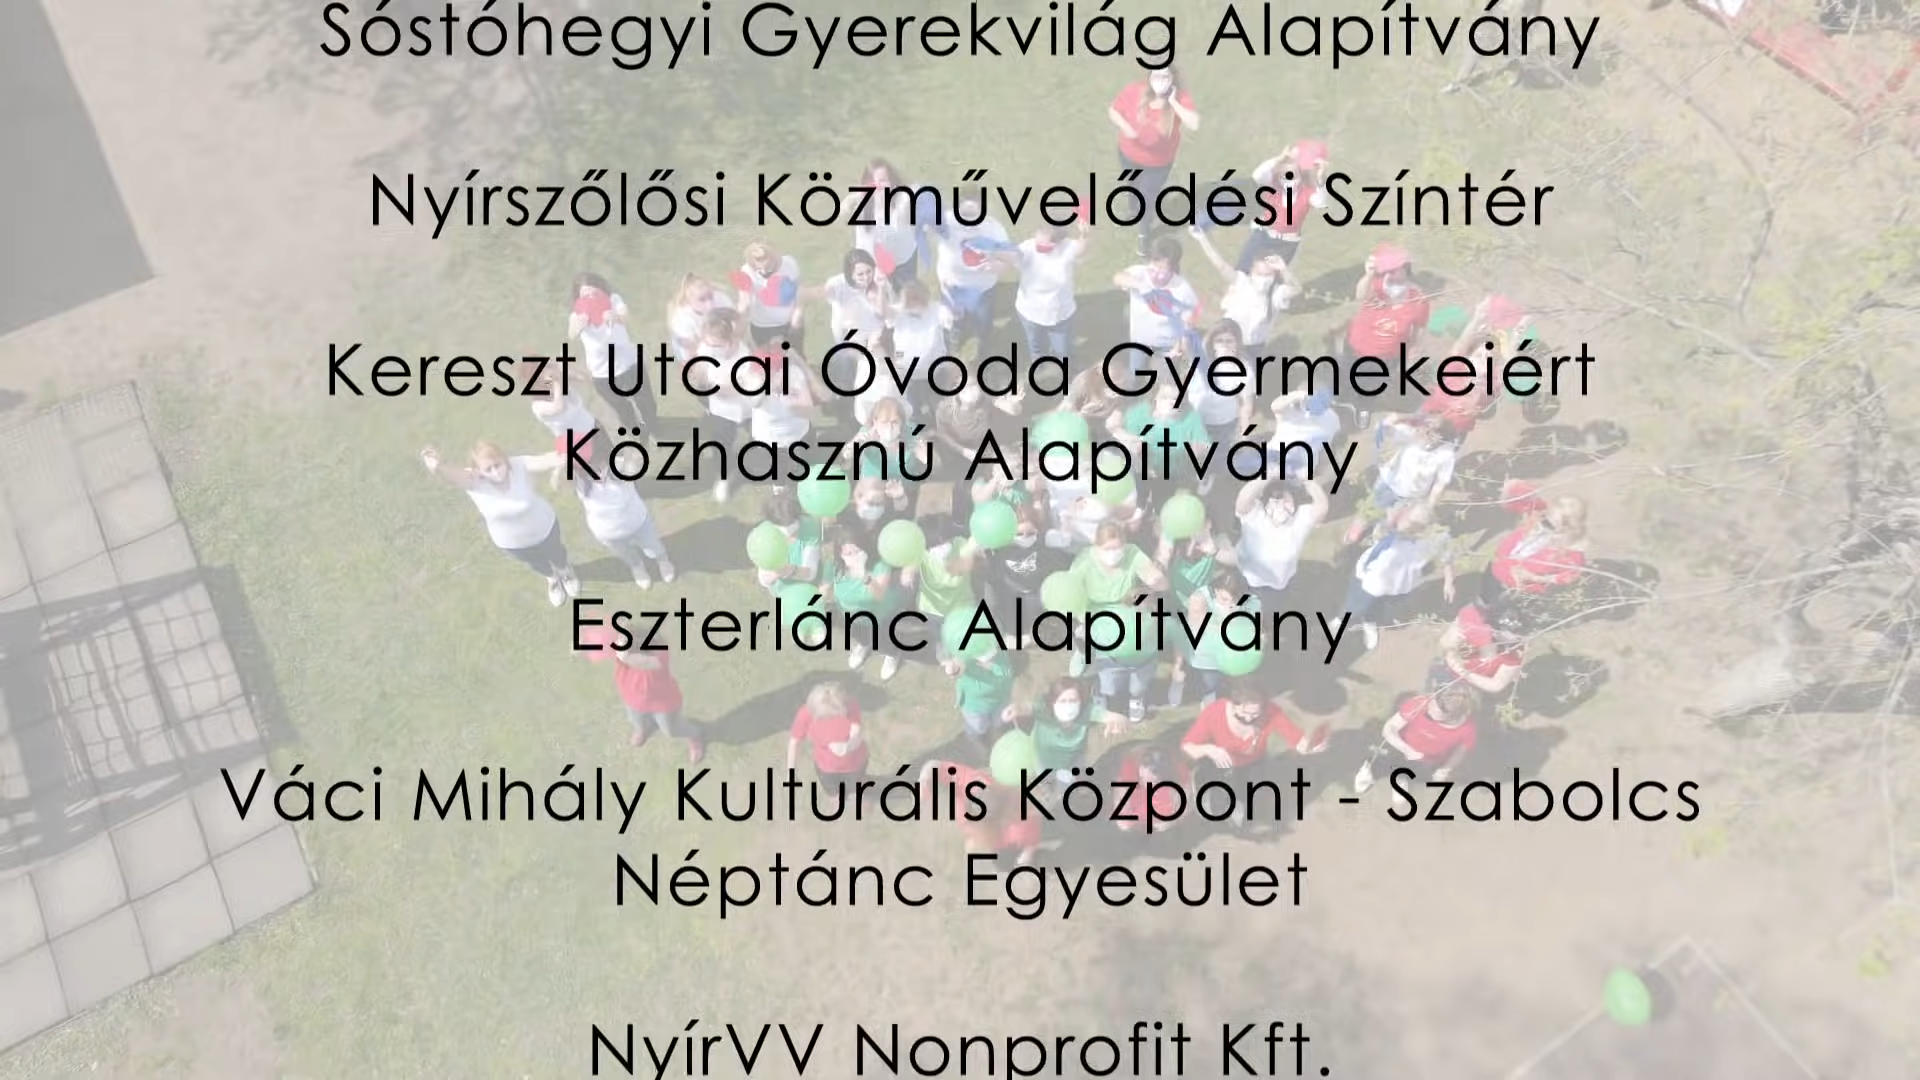 Sóstóhegyi Gyerekvilág Alapítvány
Nyírszőlősi Közművelődési Színtér
Kereszt Utcai Óvoda Gyermekeiért
Közhasznú Alapítvány
Eszterlánc Alapítvány
Váci Mihály Kulturális Központ - Szabolcs
Néptánc Egyesület
NyírVV Nonprofit Kft.